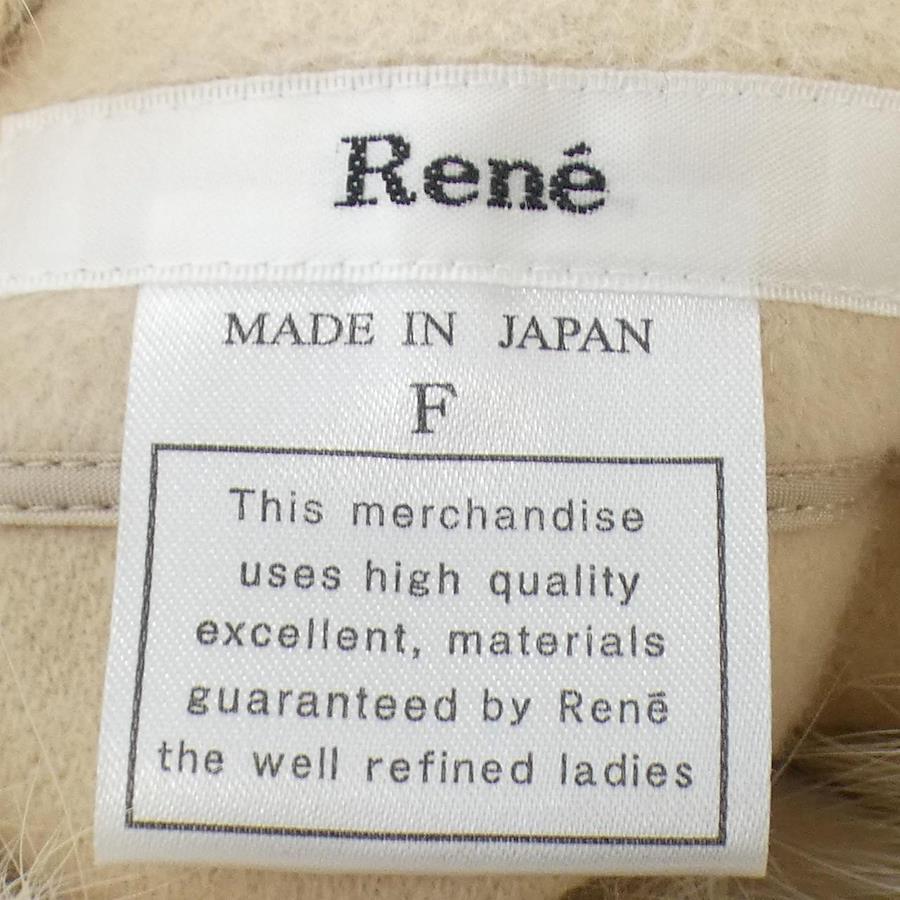 René
MADE IN JAPAN
F
This merchandise
uses high quality
excellent, materials
guaranteed by Renē
the well refined ladies